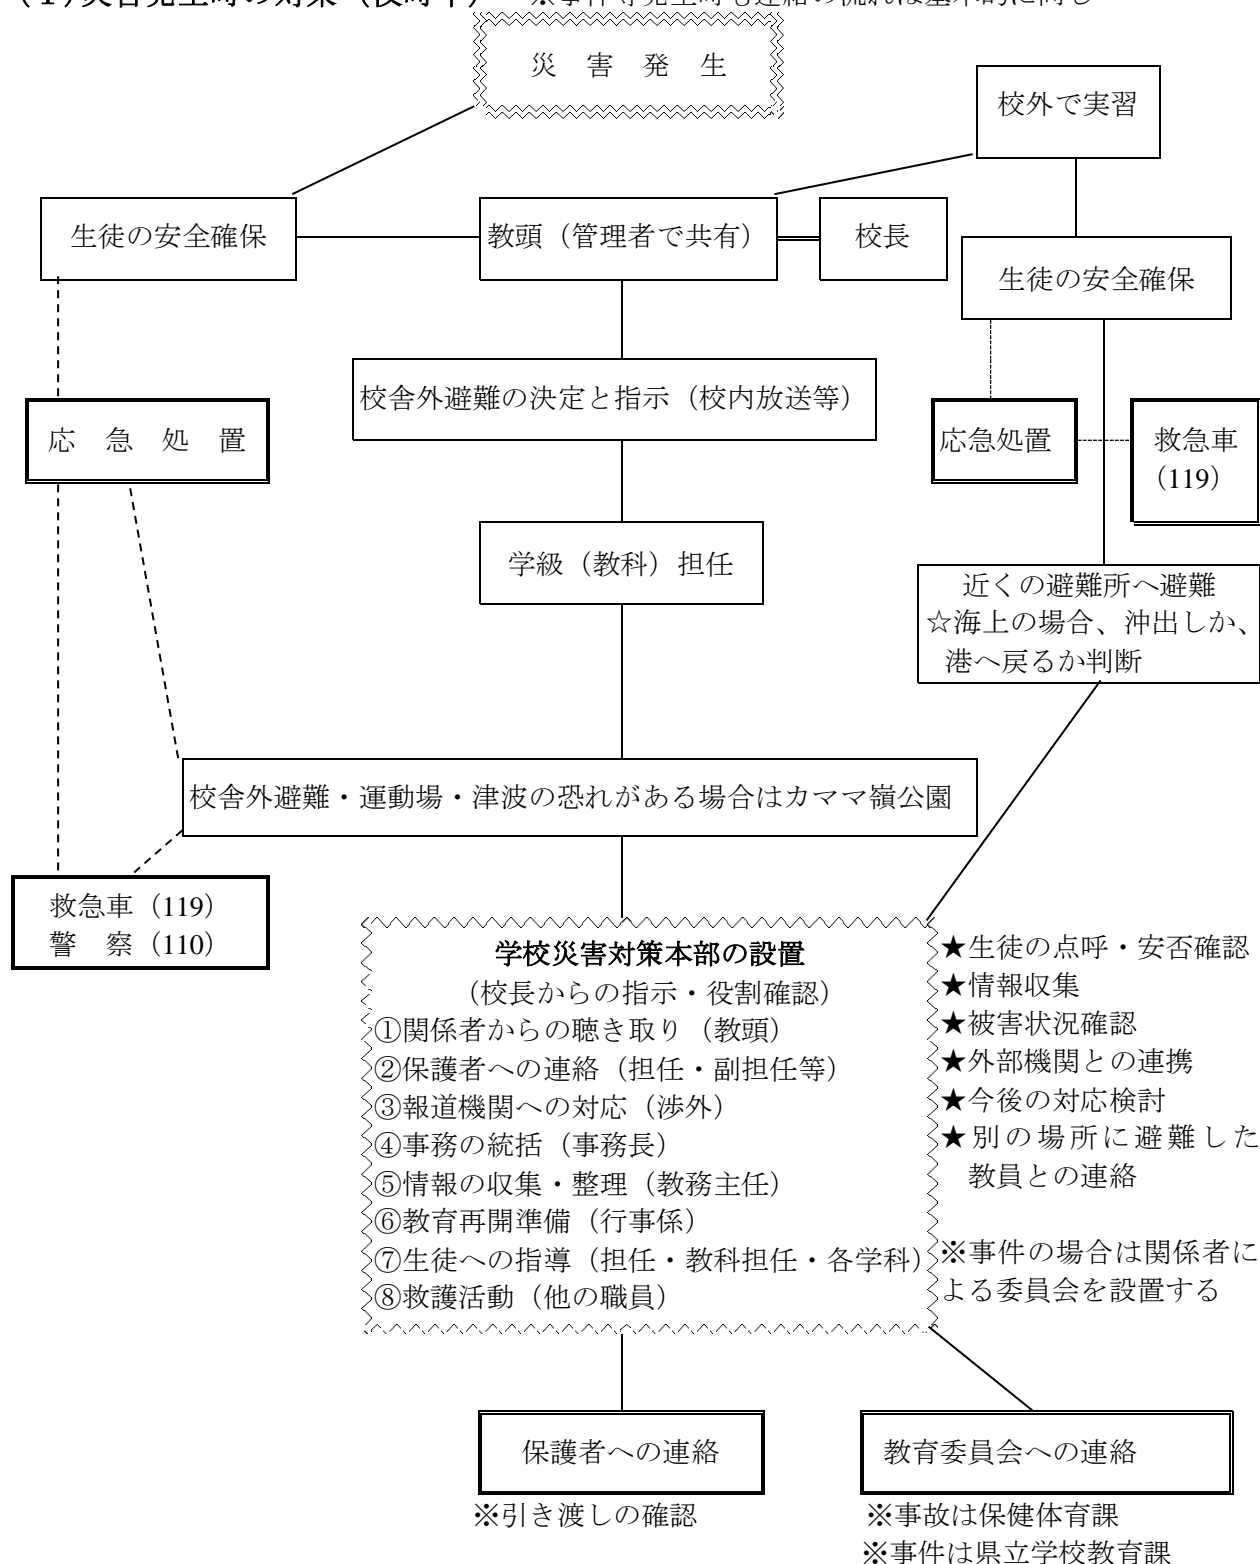 (１)災害発生時の対策（校時中）　※事件等発生時も連絡の流れは基本的に同じ
災　害　発　生
校外で実習
生徒の安全確保
教頭（管理者で共有）
校長
生徒の安全確保
校舎外避難の決定と指示（校内放送等）
応　急　処　置
応急処置
救急車
（119）
学級（教科）担任
近くの避難所へ避難
☆海上の場合、沖出しか、
港へ戻るか判断
校舎外避難・運動場・津波の恐れがある場合はカママ嶺公園
救急車（119）
警　察（110）
学校災害対策本部の設置
（校長からの指示・役割確認）
①関係者からの聴き取り（教頭）
②保護者への連絡（担任・副担任等）
③報道機関への対応（渉外）
④事務の統括（事務長）
⑤情報の収集・整理（教務主任）
⑥教育再開準備（行事係）
⑦生徒への指導（担任・教科担任・各学科）
⑧救護活動（他の職員）
★生徒の点呼・安否確認
★情報収集
★被害状況確認
★外部機関との連携
★今後の対応検討
★別の場所に避難した
教員との連絡
※事件の場合は関係者に
よる委員会を設置する
保護者への連絡
※引き渡しの確認
教育委員会への連絡
※事故は保健体育課
※事件は県立学校教育課